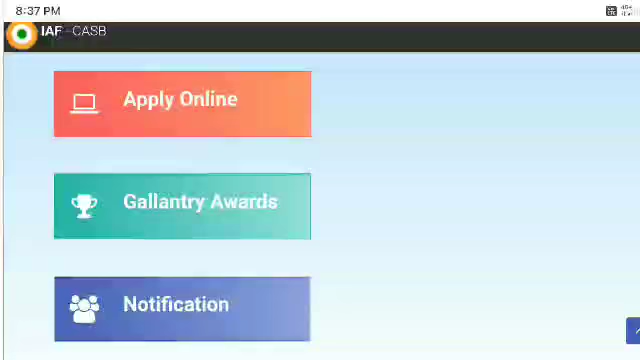 8:37 PM
IAF - CASB
Apply Online
Gallantry Awards
Notification